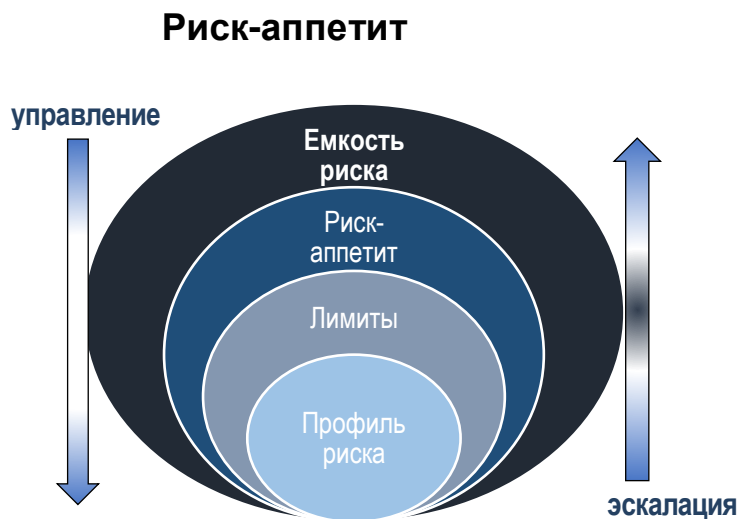 Риск-аппетит
управление
Емкость
риска
Риск-
аппетит
Лимиты
Профиль
риска
эскалация